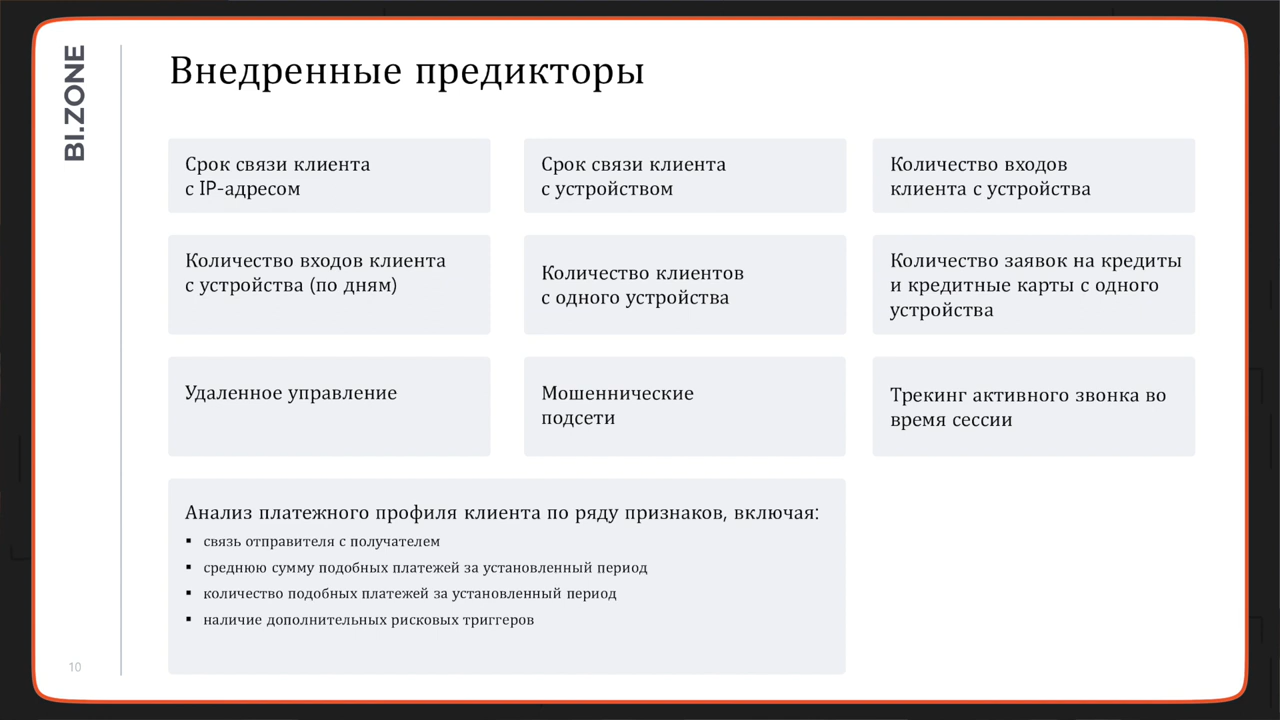 BI.ZONE
Внедренные предикторы
Срок связи клиента
с IP-адресом
Срок связи клиента
с устройством
Количество входов
клиента с устройства
Количество входов клиента
с устройства (по дням)
Количество клиентов
с одного устройства
Количество заявок на кредиты
и кредитные карты с одного
устройства
Удаленное управление
Мошеннические
подсети
Трекинг активного звонка во
время сессии
Анализ платежного профиля клиента по ряду признаков, включая:
▪ связь отправителя с получателем
▪ среднюю сумму подобных платежей за установленный период
▪ количество подобных платежей за установленный период
▪ наличие дополнительных рисковых триггеров
10